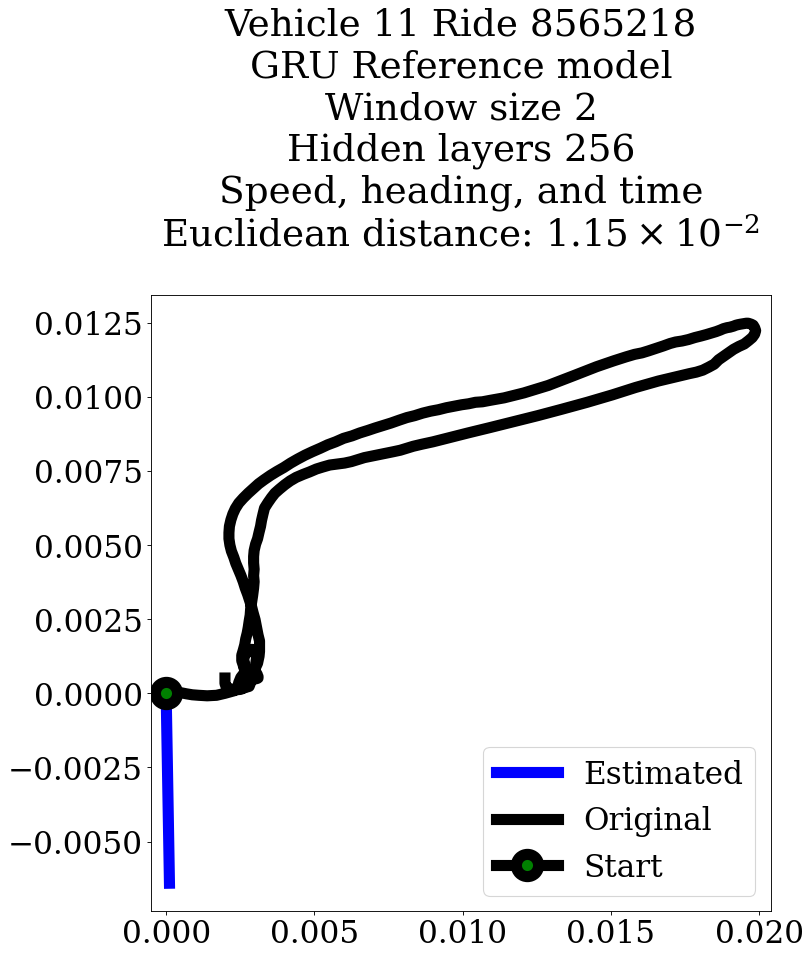 Vehicle 11 Ride 8565218
GRU Reference model
Window size 2
Hidden layers 256
Speed, heading, and time
Euclidean distance: 1.15 × 10⁻²
0.0125
0.0100
0.0075
0.0050
0.0025
0.0000
−0.0025
−0.0050
Estimated
Original
Start
0.000 0.005 0.010 0.015 0.020